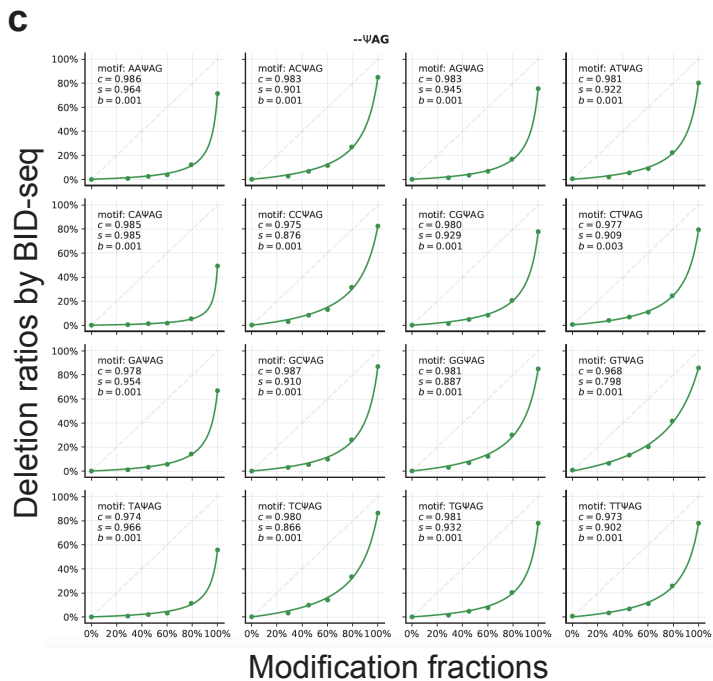 c
--ΨAG
Deletion ratios by BID-seq
100%
80%
60%
40%
20%
0%
motif: AAΨAG
c = 0.986
s = 0.964
b = 0.001
motif: ACΨAG
c = 0.983
s = 0.901
b = 0.001
motif: AGΨAG
c = 0.983
s = 0.945
b = 0.001
motif: ATΨAG
c = 0.981
s = 0.922
b = 0.001
100%
80%
60%
40%
20%
0%
motif: CAΨAG
c = 0.985
s = 0.985
b = 0.001
motif: CCΨAG
c = 0.975
s = 0.876
b = 0.001
motif: CGΨAG
c = 0.980
s = 0.929
b = 0.001
motif: CTΨAG
c = 0.977
s = 0.909
b = 0.003
100%
80%
60%
40%
20%
0%
motif: GAΨAG
c = 0.978
s = 0.954
b = 0.001
motif: GCΨAG
c = 0.987
s = 0.910
b = 0.001
motif: GGΨAG
c = 0.981
s = 0.887
b = 0.001
motif: GTΨAG
c = 0.968
s = 0.798
b = 0.001
100%
80%
60%
40%
20%
0%
motif: TAΨAG
c = 0.974
s = 0.966
b = 0.001
motif: TCΨAG
c = 0.980
s = 0.866
b = 0.001
motif: TGΨAG
c = 0.981
s = 0.932
b = 0.001
motif: TTΨAG
c = 0.973
s = 0.902
b = 0.001
0% 20% 40% 60% 80% 100%
0% 20% 40% 60% 80% 100%
0% 20% 40% 60% 80% 100%
0% 20% 40% 60% 80% 100%
Modification fractions